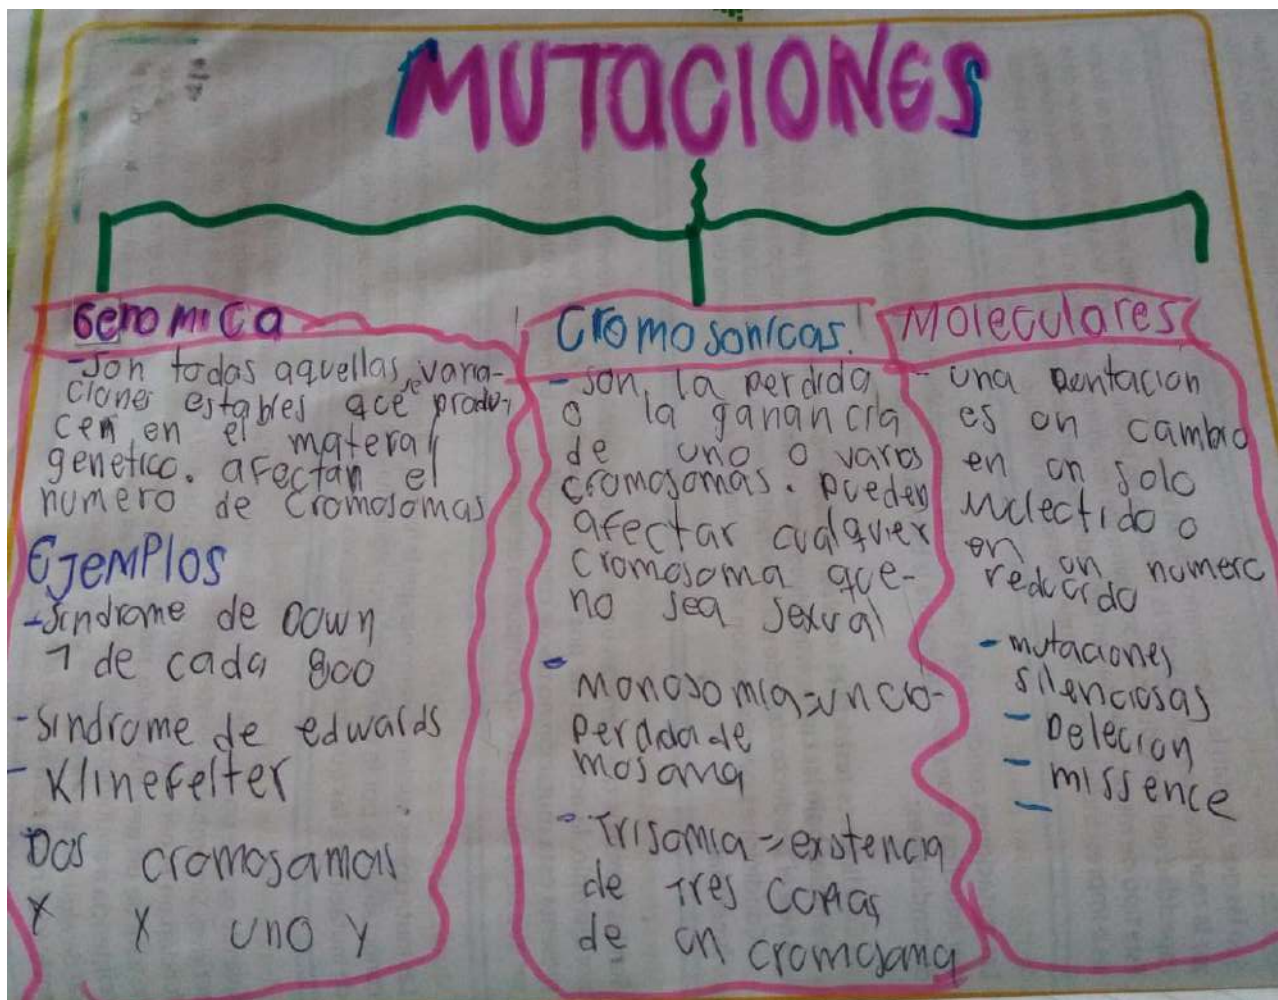 MUTACIONES
Genomica
-Son todas aquellas varia-
ciones estables que se produ-
cen en el materal
genetico. afectan el
numero de cromosomas
EJEMPLOS
-Sindrome de Down
1 de cada 800
-Sindrome de edwards
- Klinefelter
Dos cromosamas
X X uno y
Cromosonicas
- son la perdida
o la ganancia
de uno o varos
cromosomas. pueden
afectar cualquier
cromosoma que-
no sea sexual
- Monosomia=un cro-
perdida de
mosoma
- Trisomia=existencia
de tres copias
de un cromosoma
Moleculares
- una
es un cambio
en un solo
o
en un numero
reducido
- mutaciones
silenciosas
- Delecion
- missence
-